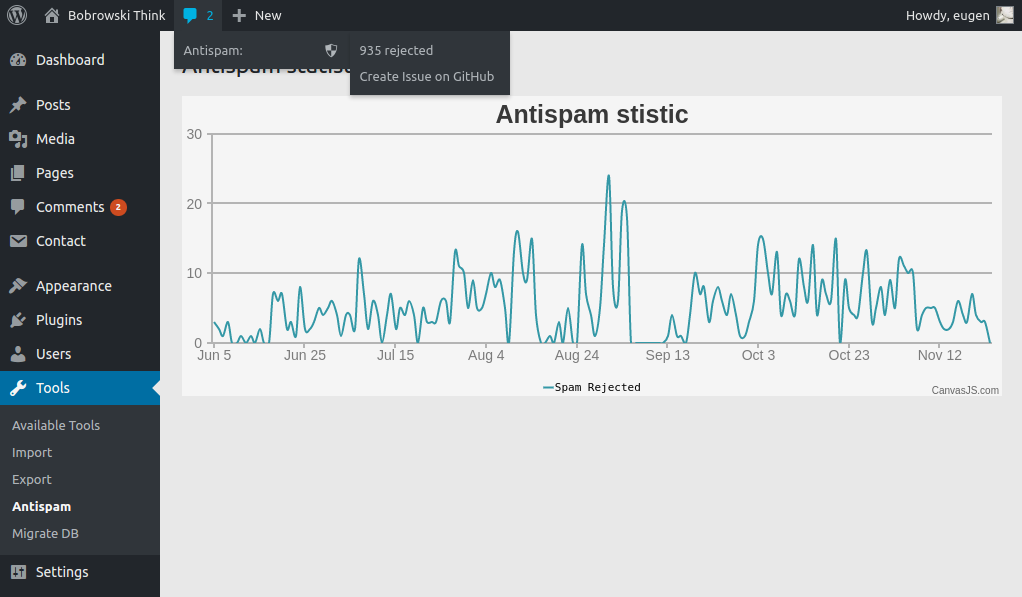 Bobrowski Think
2
New
Howdy, eugen
Antispam:
935 rejected
Create Issue on GitHub
Dashboard
Posts
Media
Pages
Comments 2
Contact
Appearance
Plugins
Users
Tools
Available Tools
Import
Export
Antispam
Migrate DB
Settings
Antispam stistic
30
20
10
0
Jun 5
Jun 25
Jul 15
Aug 4
Aug 24
Sep 13
Oct 3
Oct 23
Nov 12
Spam Rejected
CanvasJS.com